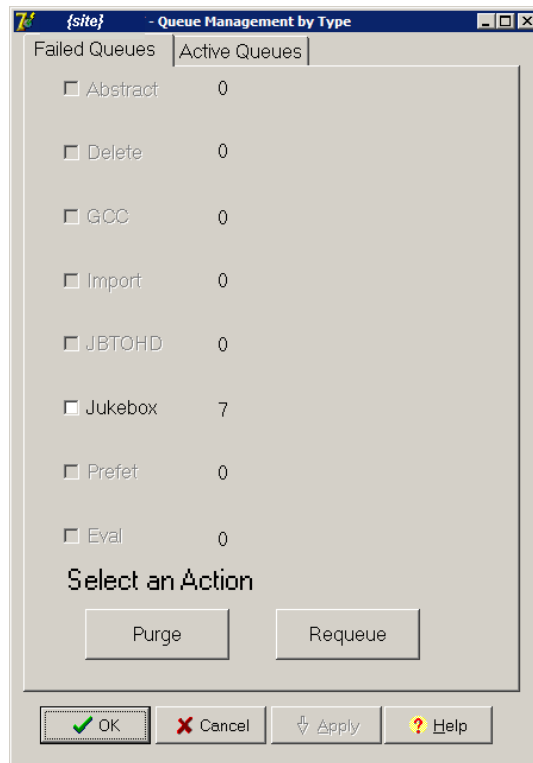 {site} - Queue Management by Type
Failed Queues Active Queues
Abstract 0
Delete 0
GCC 0
Import 0
JBTOHD 0
Jukebox 7
Prefet 0
Eval 0
Select an Action
Purge Requeue
OK Cancel Apply Help